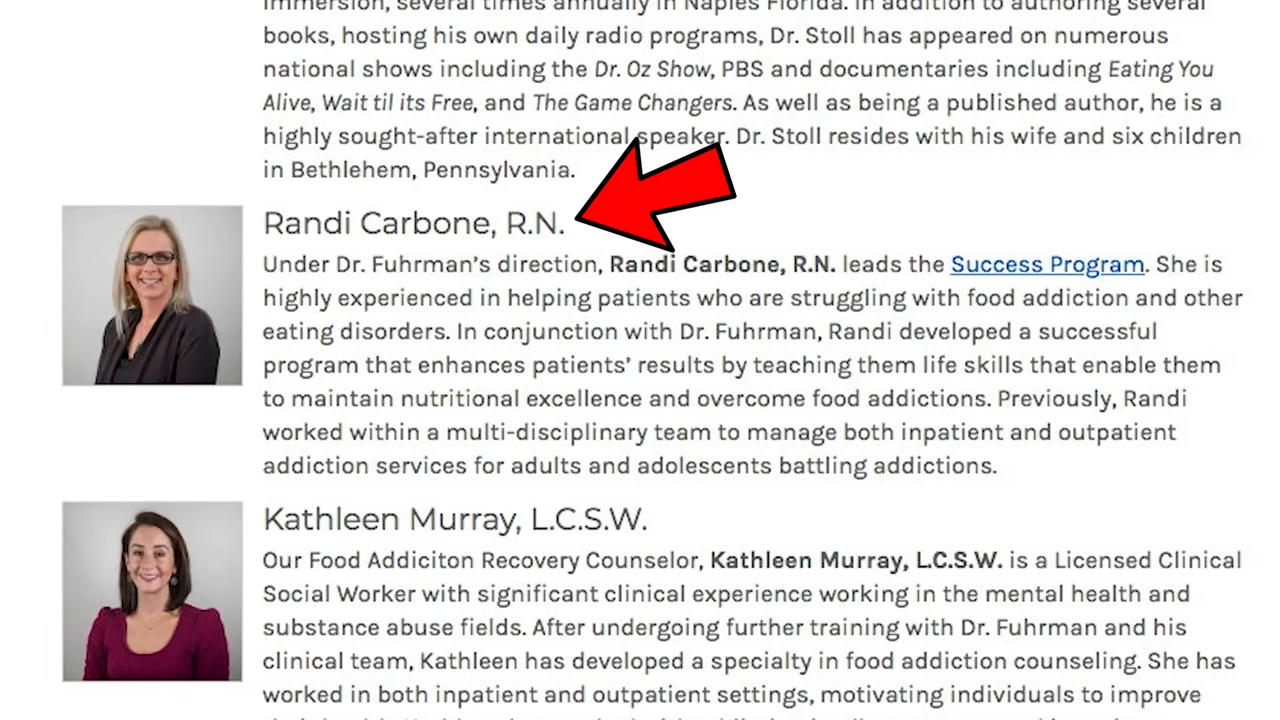 immersion, several times annually in Naples Florida. In addition to authoring several
books, hosting his own daily radio programs, Dr. Stoll has appeared on numerous
national shows including the Dr. Oz Show, PBS and documentaries including Eating You
Alive, Wait til its Free, and The Game Changers. As well as being a published author, he is a
highly sought-after international speaker. Dr. Stoll resides with his wife and six children
in Bethlehem, Pennsylvania.
Randi Carbone, R.N.
Under Dr. Fuhrman’s direction, Randi Carbone, R.N. leads the Success Program. She is
highly experienced in helping patients who are struggling with food addiction and other
eating disorders. In conjunction with Dr. Fuhrman, Randi developed a successful
program that enhances patients’ results by teaching them life skills that enable them
to maintain nutritional excellence and overcome food addictions. Previously, Randi
worked within a multi-disciplinary team to manage both inpatient and outpatient
addiction services for adults and adolescents battling addictions.
Kathleen Murray, L.C.S.W.
Our Food Addiciton Recovery Counselor, Kathleen Murray, L.C.S.W. is a Licensed Clinical
Social Worker with significant clinical experience working in the mental health and
substance abuse fields. After undergoing further training with Dr. Fuhrman and his
clinical team, Kathleen has developed a specialty in food addiction counseling. She has
worked in both inpatient and outpatient settings, motivating individuals to improve